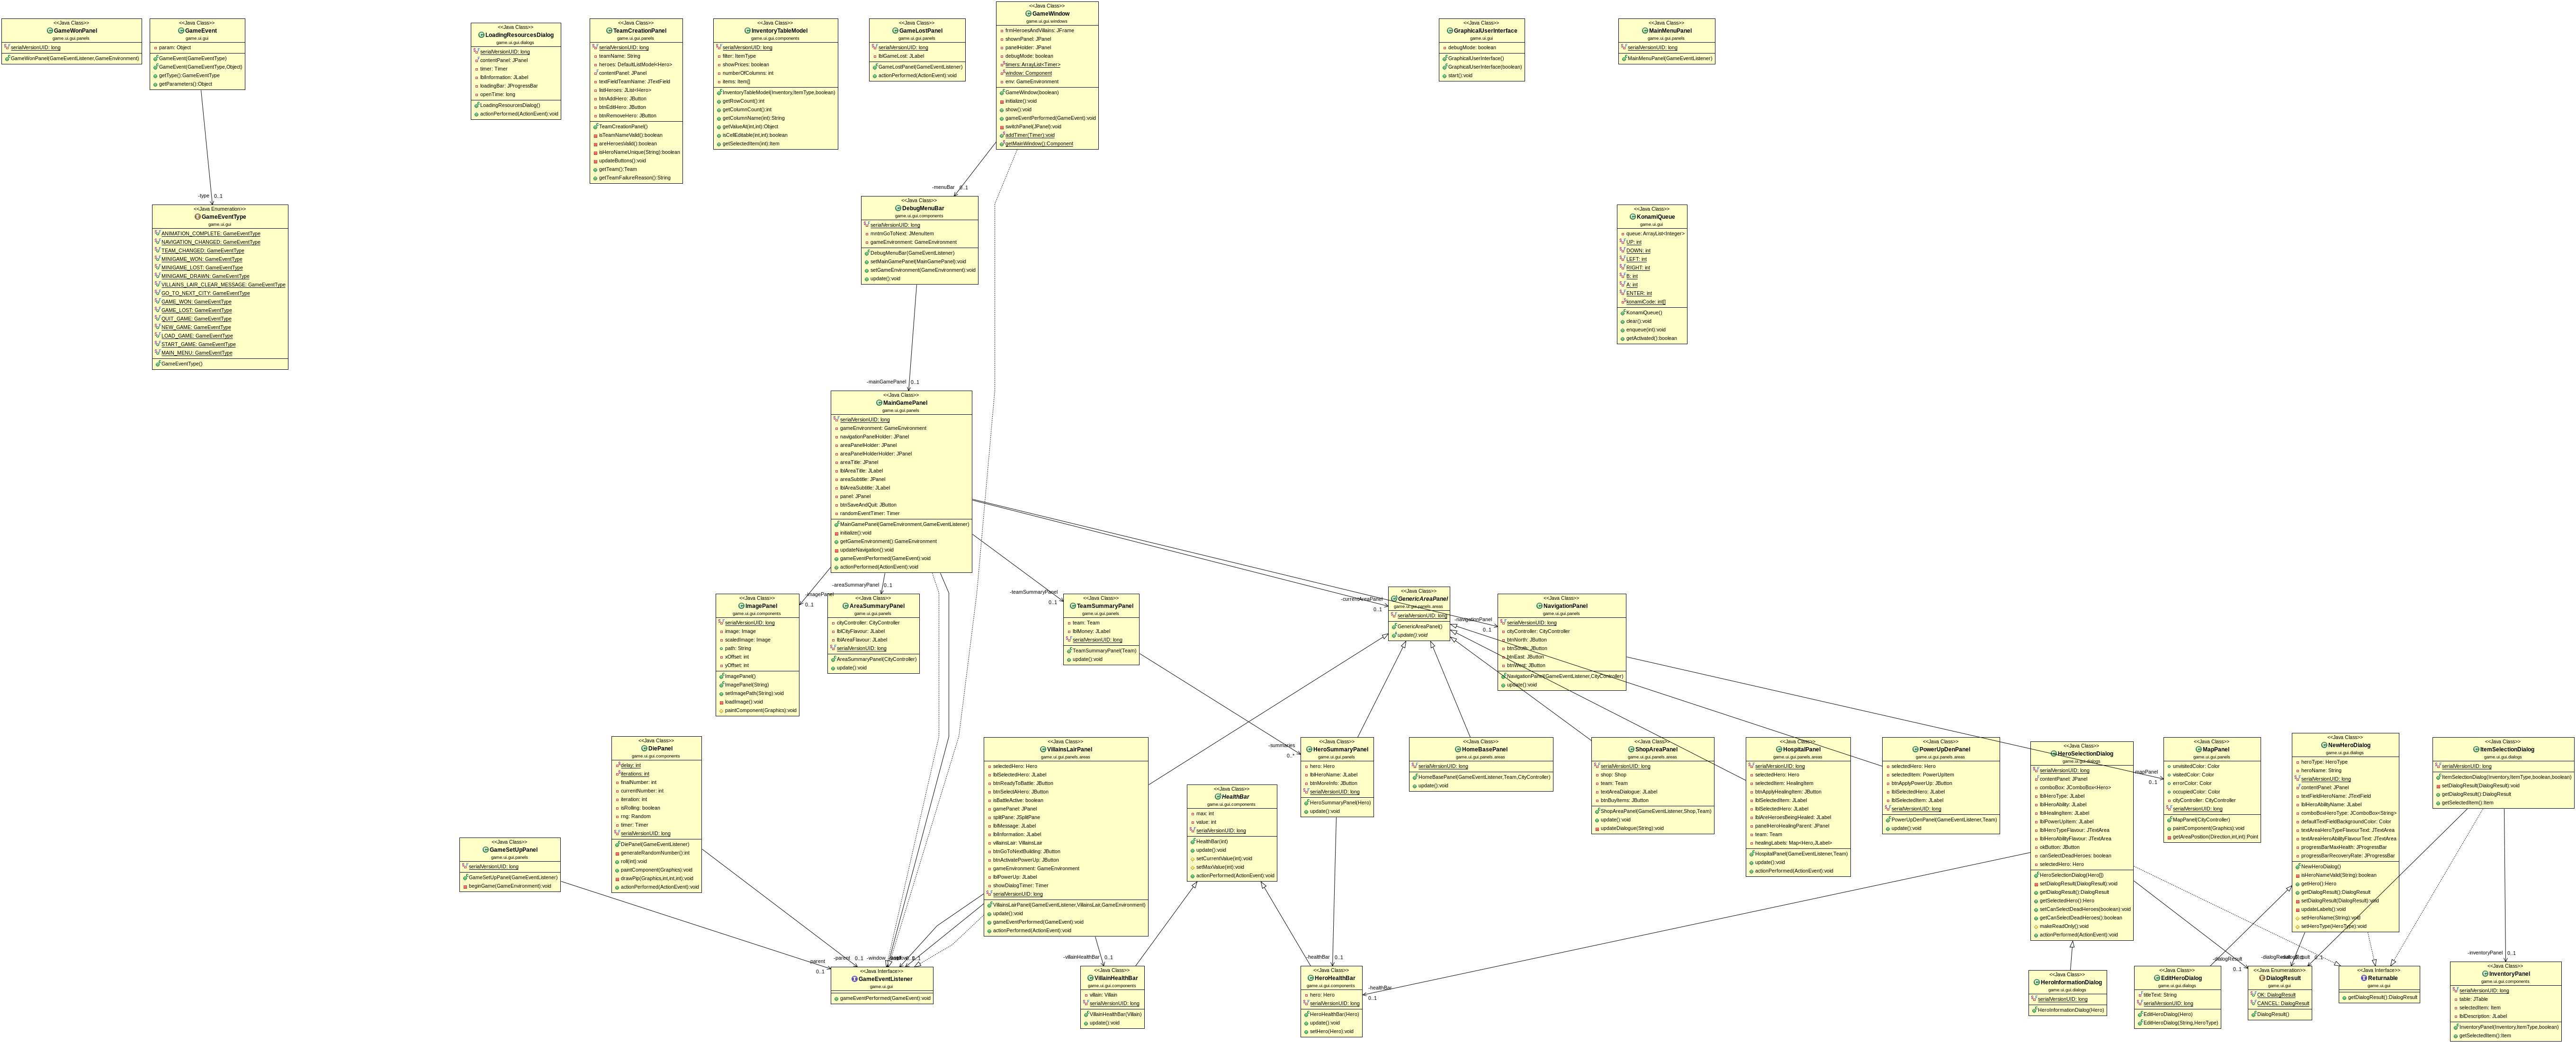 <<Java Class>>
GameWonPanel
game.ui.gui.panels
serialVersionUID: long
GameWonPanel(GameEventListener,GameEnvironment)
<<Java Class>>
GameEvent
game.ui.gui
param: Object
GameEvent(GameEventType)
GameEvent(GameEventType,Object)
getType():GameEventType
getParameters():Object
<<Java Class>>
LoadingResourcesDialog
game.ui.gui.dialogs
serialVersionUID: long
contentPanel: JPanel
timer: Timer
lblInformation: JLabel
loadingBar: JProgressBar
openTime: long
LoadingResourcesDialog()
actionPerformed(ActionEvent):void
<<Java Class>>
TeamCreationPanel
game.ui.gui.panels
serialVersionUID: long
teamName: String
heroes: DefaultListModel<Hero>
contentPanel: JPanel
textFieldTeamName: JTextField
listHeroes: JList<Hero>
btnAddHero: JButton
btnEditHero: JButton
btnRemoveHero: JButton
TeamCreationPanel()
isTeamNameValid():boolean
areHeroesValid():boolean
isHeroNameUnique(String):boolean
updateButtons():void
getTeam():Team
getTeamFailureReason():String
<<Java Class>>
InventoryTableModel
game.ui.gui.components
serialVersionUID: long
filter: ItemType
showPrices: boolean
numberOfColumns: int
items: Item[]
InventoryTableModel(Inventory,ItemType,boolean)
getRowCount():int
getColumnCount():int
getColumnName(int):String
getValueAt(int,int):Object
isCellEditable(int,int):boolean
getSelectedItem(int):Item
<<Java Class>>
GameLostPanel
game.ui.gui.panels
serialVersionUID: long
lblGameLost: JLabel
GameLostPanel(GameEventListener)
actionPerformed(ActionEvent):void
<<Java Class>>
GameWindow
game.ui.gui.windows
frmHeroesAndVillains: JFrame
shownPanel: JPanel
panelHolder: JPanel
debugMode: boolean
timers: ArrayList<Timer>
window: Component
env: GameEnvironment
GameWindow(boolean)
initialize():void
show():void
gameEventPerformed(GameEvent):void
switchPanel(JPanel):void
addTimer(Timer):void
getMainWindow():Component
<<Java Class>>
GraphicalUserInterface
game.ui.gui
debugMode: boolean
GraphicalUserInterface()
GraphicalUserInterface(boolean)
start():void
<<Java Class>>
MainMenuPanel
game.ui.gui.panels
serialVersionUID: long
MainMenuPanel(GameEventListener)
-type 0..1
<<Java Enumeration>>
GameEventType
game.ui.gui
ANIMATION_COMPLETE: GameEventType
NAVIGATION_CHANGED: GameEventType
TEAM_CHANGED: GameEventType
MINIGAME_WON: GameEventType
MINIGAME_LOST: GameEventType
MINIGAME_DRAWN: GameEventType
VILLAINS_LAIR_CLEAR_MESSAGE: GameEventType
GO_TO_NEXT_CITY: GameEventType
GAME_WON: GameEventType
GAME_LOST: GameEventType
QUIT_GAME: GameEventType
NEW_GAME: GameEventType
LOAD_GAME: GameEventType
START_GAME: GameEventType
MAIN_MENU: GameEventType
GameEventType()
-menuBar 0..1
<<Java Class>>
DebugMenuBar
game.ui.gui.components
serialVersionUID: long
mntmGoToNext: JMenuItem
gameEnvironment: GameEnvironment
DebugMenuBar(GameEventListener)
setMainGamePanel(MainGamePanel):void
setGameEnvironment(GameEnvironment):void
update():void
<<Java Class>>
KonamiQueue
game.ui.gui
queue: ArrayList<Integer>
UP: int
DOWN: int
LEFT: int
RIGHT: int
B: int
A: int
ENTER: int
konamiCode: int[]
KonamiQueue()
clear():void
enqueue(int):void
getActivated():boolean
-mainGamePanel 0..1
<<Java Class>>
MainGamePanel
game.ui.gui.panels
serialVersionUID: long
gameEnvironment: GameEnvironment
navigationPanelHolder: JPanel
areaPanelHolder: JPanel
areaPanelHolderHolder: JPanel
areaTitle: JPanel
lblAreaTitle: JLabel
areaSubtitle: JPanel
lblAreaSubtitle: JLabel
panel: JPanel
btnSaveAndQuit: JButton
randomEventTimer: Timer
MainGamePanel(GameEnvironment,GameEventListener)
initialize():void
getGameEnvironment():GameEnvironment
updateNavigation():void
gameEventPerformed(GameEvent):void
actionPerformed(ActionEvent):void
-imagePanel
0..1
<<Java Class>>
ImagePanel
game.ui.gui.components
serialVersionUID: long
image: Image
scaledImage: Image
path: String
xOffset: int
yOffset: int
ImagePanel()
ImagePanel(String)
setImagePath(String):void
loadImage():void
paintComponent(Graphics):void
-areaSummaryPanel 0..1
<<Java Class>>
AreaSummaryPanel
game.ui.gui.panels
cityController: CityController
lblCityFlavour: JLabel
lblAreaFlavour: JLabel
serialVersionUID: long
AreaSummaryPanel(CityController)
update():void
-teamSummaryPanel
0..1
<<Java Class>>
TeamSummaryPanel
game.ui.gui.panels
team: Team
lblMoney: JLabel
serialVersionUID: long
TeamSummaryPanel(Team)
update():void
-currentAreaPanel
0..1
<<Java Class>>
GenericAreaPanel
game.ui.gui.panels.areas
serialVersionUID: long
GenericAreaPanel()
update():void
-navigationPanel
0..1
<<Java Class>>
NavigationPanel
game.ui.gui.panels
serialVersionUID: long
cityController: CityController
btnNorth: JButton
btnSouth: JButton
btnEast: JButton
btnWest: JButton
NavigationPanel(GameEventListener,CityController)
update():void
<<Java Class>>
GameSetUpPanel
game.ui.gui.panels
serialVersionUID: long
GameSetUpPanel(GameEventListener)
beginGame(GameEnvironment):void
<<Java Class>>
DiePanel
game.ui.gui.components
delay: int
iterations: int
finalNumber: int
currentNumber: int
iteration: int
isRolling: boolean
rng: Random
timer: Timer
serialVersionUID: long
DiePanel(GameEventListener)
generateRandomNumber():int
roll(int):void
paintComponent(Graphics):void
drawPip(Graphics,int,int,int):void
actionPerformed(ActionEvent):void
<<Java Class>>
VillainsLairPanel
game.ui.gui.panels.areas
selectedHero: Hero
lblSelectedHero: JLabel
btnReadyToBattle: JButton
btnSelectAHero: JButton
isBattleActive: boolean
gamePanel: JPanel
splitPane: JSplitPane
lblMessage: JLabel
lblInformation: JLabel
villainsLair: VillainsLair
btnGoToNextBuilding: JButton
btnActivatePowerUp: JButton
gameEnvironment: GameEnvironment
lblPowerUp: JLabel
showDialogTimer: Timer
serialVersionUID: long
VillainsLairPanel(GameEventListener,VillainsLair,GameEnvironment)
update():void
gameEventPerformed(GameEvent):void
actionPerformed(ActionEvent):void
<<Java Class>>
HealthBar
game.ui.gui.components
max: int
value: int
serialVersionUID: long
HealthBar(int)
update():void
setCurrentValue(int):void
setMaxValue(int):void
actionPerformed(ActionEvent):void
-summaries
0..*
<<Java Class>>
HeroSummaryPanel
game.ui.gui.panels
hero: Hero
lblHeroName: JLabel
btnMoreInfo: JButton
serialVersionUID: long
HeroSummaryPanel(Hero)
update():void
<<Java Class>>
HomeBasePanel
game.ui.gui.panels.areas
serialVersionUID: long
HomeBasePanel(GameEventListener,Team,CityController)
update():void
<<Java Class>>
ShopAreaPanel
game.ui.gui.panels.areas
serialVersionUID: long
shop: Shop
team: Team
textAreaDialogue: JLabel
btnBuyItems: JButton
ShopAreaPanel(GameEventListener,Shop,Team)
update():void
updateDialogue(String):void
<<Java Class>>
HospitalPanel
game.ui.gui.panels.areas
serialVersionUID: long
selectedHero: Hero
selectedItem: HealingItem
btnApplyHealingItem: JButton
lblSelectedItem: JLabel
lblSelectedHero: JLabel
lblAreHeroesBeingHealed: JLabel
panelHeroHealingParent: JPanel
team: Team
healingLabels: Map<Hero,JLabel>
HospitalPanel(GameEventListener,Team)
update():void
actionPerformed(ActionEvent):void
<<Java Class>>
PowerUpDenPanel
game.ui.gui.panels.areas
selectedHero: Hero
selectedItem: PowerUpItem
btnApplyPowerUp: JButton
lblSelectedHero: JLabel
lblSelectedItem: JLabel
serialVersionUID: long
PowerUpDenPanel(GameEventListener,Team)
update():void
<<Java Class>>
HeroSelectionDialog
game.ui.gui.dialogs
serialVersionUID: long
contentPanel: JPanel
comboBox: JComboBox<Hero>
lblHeroType: JLabel
lblHeroAbility: JLabel
lblHealingItem: JLabel
lblPowerUpItem: JLabel
lblHeroTypeFlavour: JTextArea
lblHeroAbilityFlavour: JTextArea
okButton: JButton
canSelectDeadHeroes: boolean
selectedHero: Hero
HeroSelectionDialog(Hero[])
setDialogResult(DialogResult):void
getDialogResult():DialogResult
getSelectedHero():Hero
setCanSelectDeadHeroes(boolean):void
getCanSelectDeadHeroes():boolean
makeReadOnly():void
actionPerformed(ActionEvent):void
-mapPanel
0..1
<<Java Class>>
MapPanel
game.ui.gui.panels
unvisitedColor: Color
visitedColor: Color
errorColor: Color
occupiedColor: Color
cityController: CityController
serialVersionUID: long
MapPanel(CityController)
paintComponent(Graphics):void
getAreaPosition(Direction,int,int):Point
<<Java Class>>
NewHeroDialog
game.ui.gui.dialogs
heroType: HeroType
heroName: String
serialVersionUID: long
contentPanel: JPanel
textFieldHeroName: JTextField
lblHeroAbilityName: JLabel
comboBoxHeroType: JComboBox<String>
defaultTextFieldBackgroundColor: Color
textAreaHeroTypeFlavour: JTextArea
textAreaHeroAbilityFlavourText: JTextArea
progressBarMaxHealth: JProgressBar
progressBarRecoveryRate: JProgressBar
NewHeroDialog()
isHeroNameValid(String):boolean
getHero():Hero
getDialogResult():DialogResult
setDialogResult(DialogResult):void
updateLabels():void
setHeroName(String):void
setHeroType(HeroType):void
<<Java Class>>
ItemSelectionDialog
game.ui.gui.dialogs
serialVersionUID: long
ItemSelectionDialog(Inventory,ItemType,boolean,boolean)
setDialogResult(DialogResult):void
getDialogResult():DialogResult
getSelectedItem():Item
-parent
0..1
-parent 0..1
-window
0..1
<<Java Interface>>
GameEventListener
game.ui.gui
gameEventPerformed(GameEvent):void
-villainHealthBar 0..1
<<Java Class>>
VillainHealthBar
game.ui.gui.components
villain: Villain
serialVersionUID: long
VillainHealthBar(Villain)
update():void
-healthBar 0..1
<<Java Class>>
HeroHealthBar
game.ui.gui.components
hero: Hero
serialVersionUID: long
HeroHealthBar(Hero)
update():void
setHero(Hero):void
-healthBar
0..1
<<Java Class>>
HeroInformationDialog
game.ui.gui.dialogs
serialVersionUID: long
HeroInformationDialog(Hero)
<<Java Class>>
EditHeroDialog
game.ui.gui.dialogs
titleText: String
serialVersionUID: long
EditHeroDialog(Hero)
EditHeroDialog(String,HeroType)
-dialogResult
0..1
-dialogResult
0..1
<<Java Enumeration>>
DialogResult
game.ui.gui
OK: DialogResult
CANCEL: DialogResult
DialogResult()
<<Java Interface>>
Returnable
game.ui.gui
getDialogResult():DialogResult
-inventoryPanel 0..1
<<Java Class>>
InventoryPanel
game.ui.gui.components
serialVersionUID: long
table: JTable
selectedItem: Item
lblDescription: JLabel
InventoryPanel(Inventory,ItemType,boolean)
getSelectedItem():Item